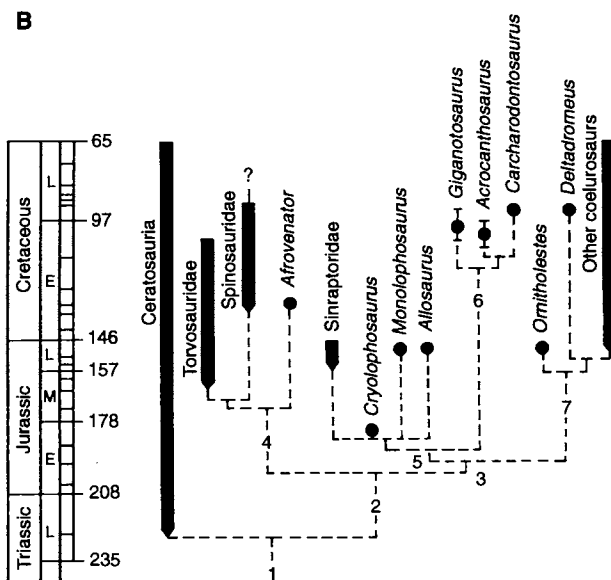 B
65
97
146
157
178
208
235
Cretaceous
Jurassic
Triassic
L
E
L
M
E
L
Ceratosauria
Torvosauridae
Spinosauridae
?
Afrovenator
Sinraptoridae
Cryolophosaurus
Monolophosaurus
Allosaurus
Giganotosaurus
Acrocanthosaurus
Carcharodontosaurus
Ornitholestes
Deltadromeus
Other coelurosaurs
6
7
4
5
3
2
1